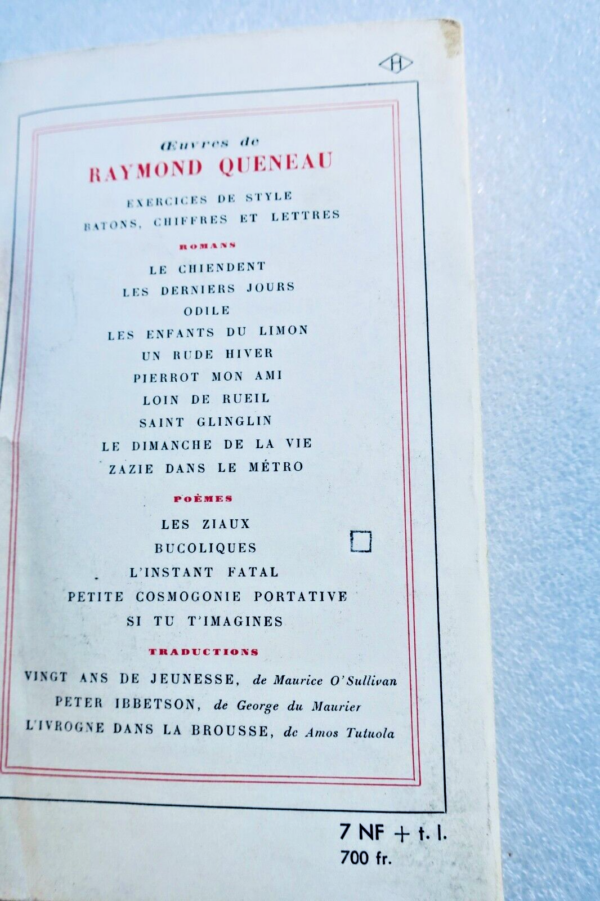 H
Œuvres de
RAYMOND QUENEAU
EXERCICES DE STYLE
BATONS, CHIFFRES ET LETTRES
ROMANS
LE CHIENDENT
LES DERNIERS JOURS
ODILE
LES ENFANTS DU LIMON
UN RUDE HIVER
PIERROT MON AMI
LOIN DE RUEIL
SAINT GLINGLIN
LE DIMANCHE DE LA VIE
ZAZIE DANS LE MÉTRO
POÈMES
LES ZIAUX
BUCOLIQUES
L'INSTANT FATAL
PETITE COSMOGONIE PORTATIVE
SI TU T'IMAGINES
TRADUCTIONS
VINGT ANS DE JEUNESSE, de Maurice O'Sullivan
PETER IBBETSON, de George du Maurier
L'IVROGNE DANS LA BROUSSE, de Amos Tutuola
7 NF + t. l.
700 fr.